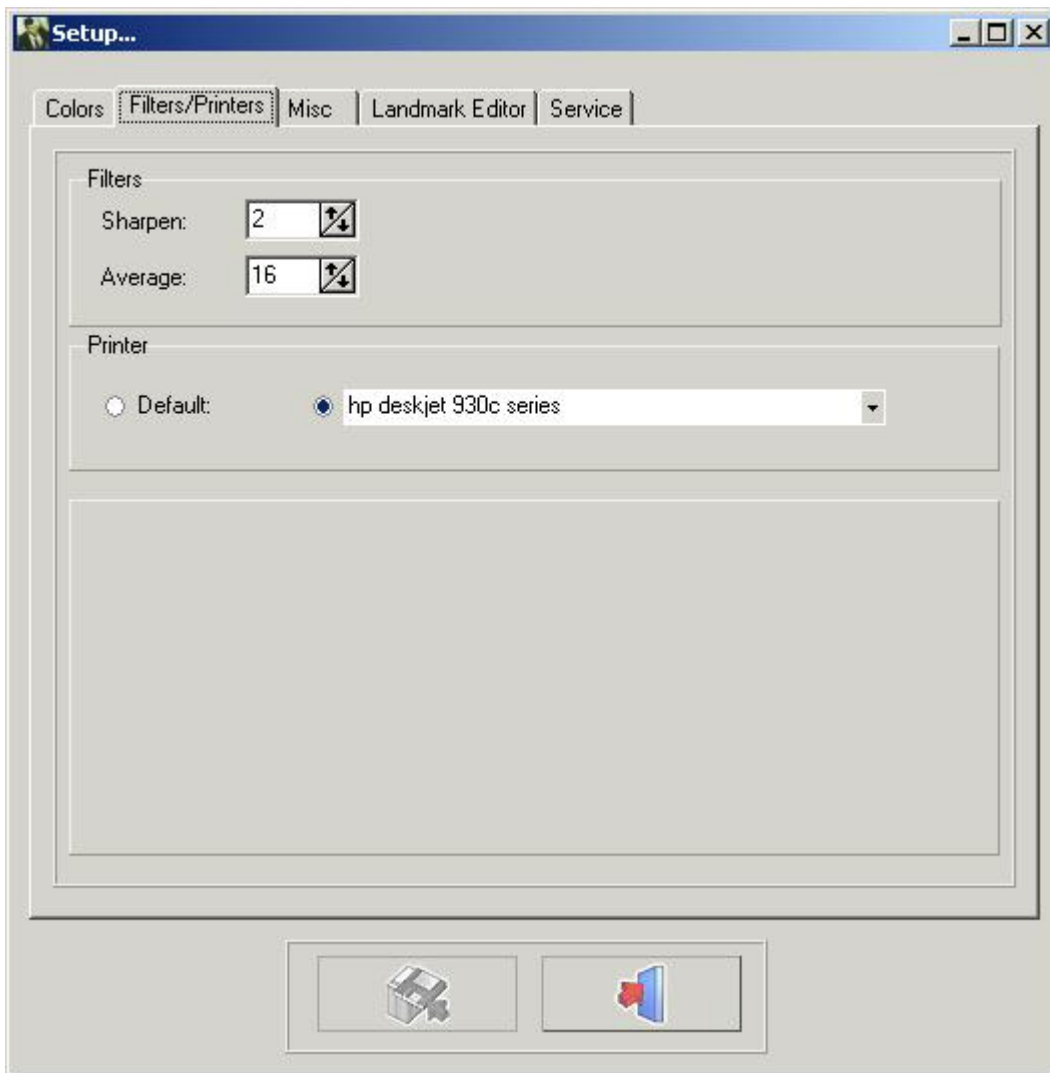 Setup...
Colors Filters/Printers Misc Landmark Editor Service
Filters
Sharpen: 2
Average: 16
Printer
Default: hp deskjet 930c series